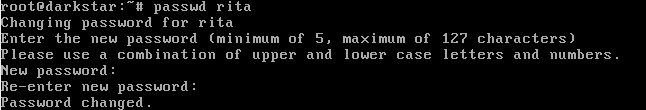 root@darkstar:~# passwd rita
Changing password for rita
Enter the new password (minimum of 5, maximum of 127 characters)
Please use a combination of upper and lower case letters and numbers.
New password:
Re-enter new password:
Password changed.